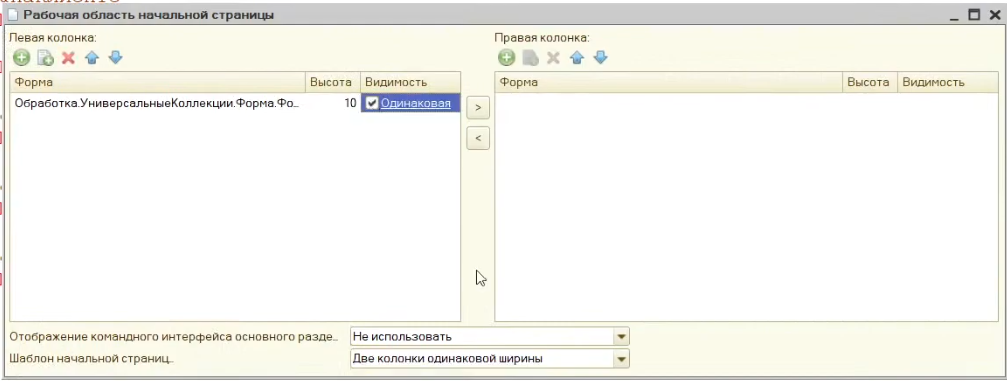 Рабочая область начальной страницы
Левая колонка:
Правая колонка:
Форма Высота Видимость
Форма Высота Видимость
Обработка.УниверсальныеКоллекции.Форма.Фо... 10 Одинаковая
>
<
Отображение командного интерфейса основного разде... Не использовать
Шаблон начальной страниц... Две колонки одинаковой ширины